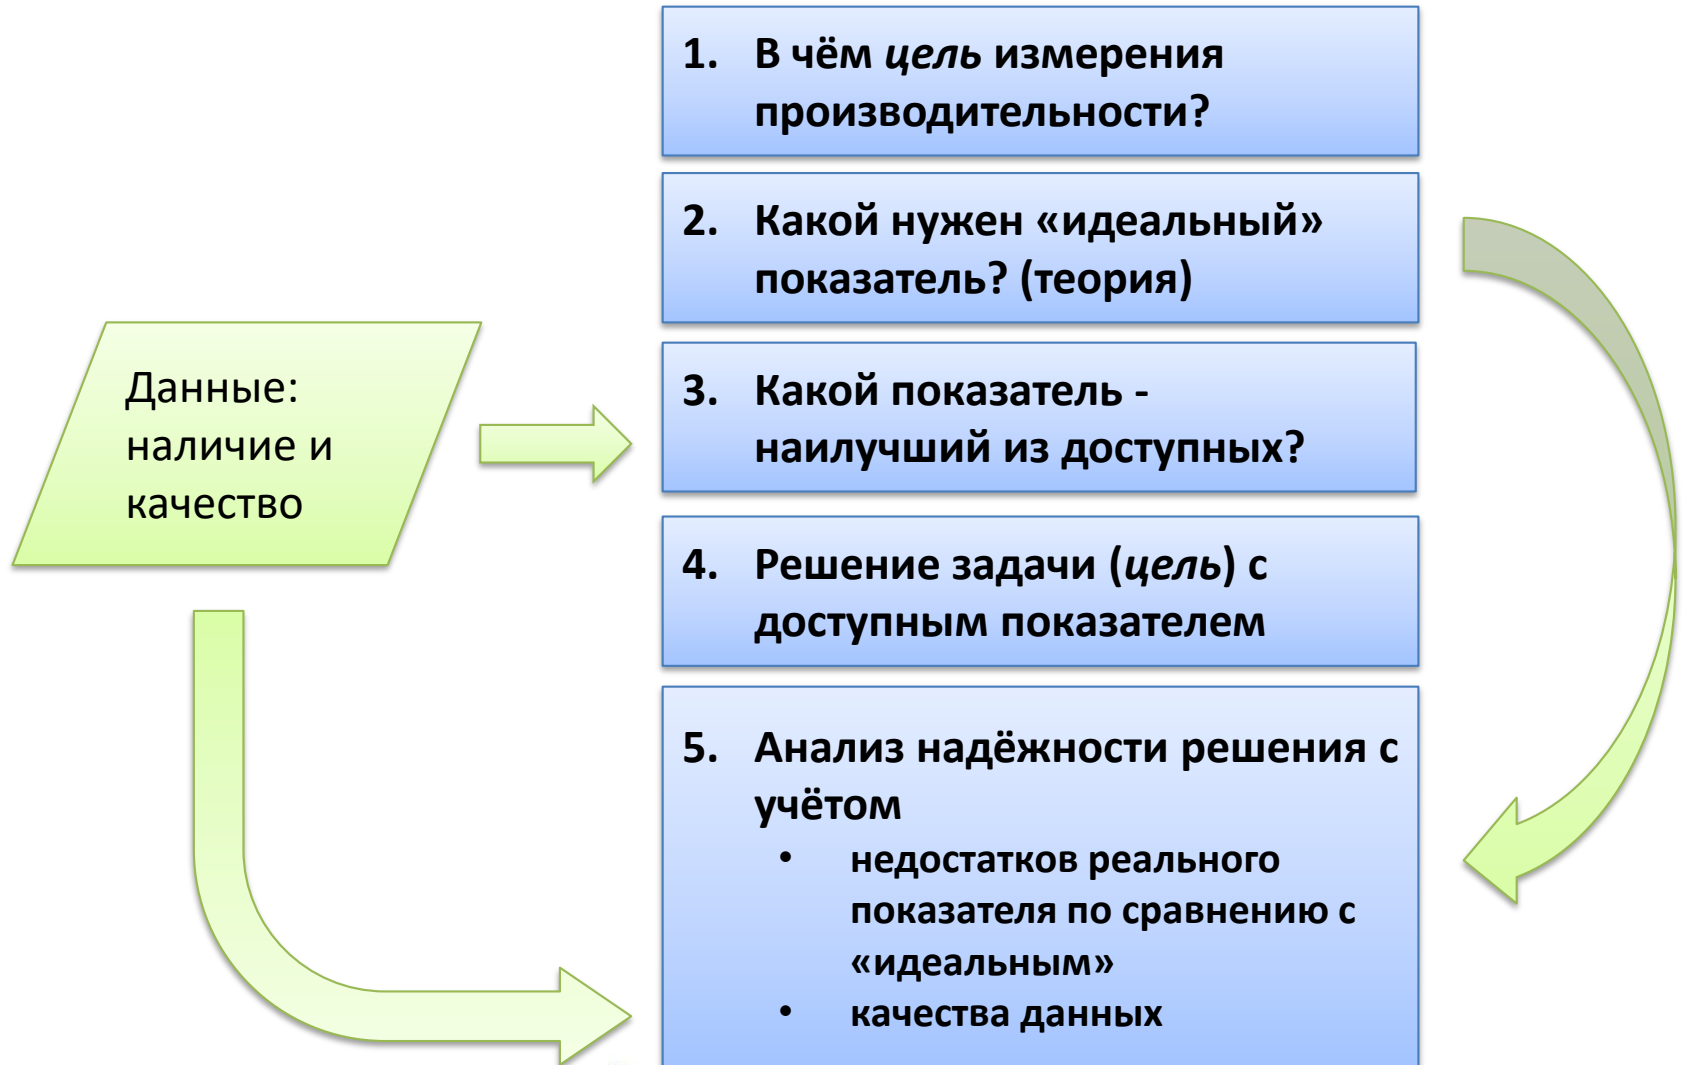 1. В чём цель измерения
производительности?
2. Какой нужен «идеальный»
показатель? (теория)
Данные:
наличие и
качество
3. Какой показатель -
наилучший из доступных?
4. Решение задачи (цель) с
доступным показателем
5. Анализ надёжности решения с
учётом
• недостатков реального
показателя по сравнению с
«идеальным»
• качества данных